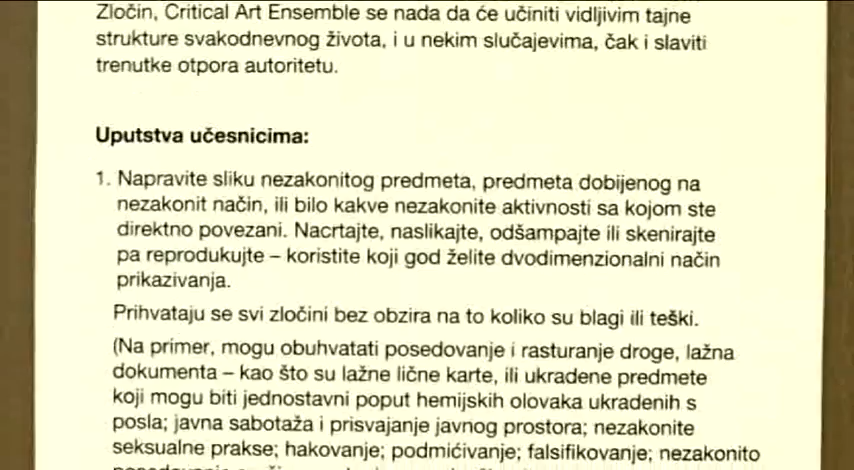 Zločin, Critical Art Ensemble se nada da će učiniti vidljivim tajne
strukture svakodnevnog života, i u nekim slučajevima, čak i slaviti
trenutke otpora autoritetu.
Uputstva učesnicima:
1. Napravite sliku nezakonitog predmeta, predmeta dobijenog na
nezakonit način, ili bilo kakve nezakonite aktivnosti sa kojom ste
direktno povezani. Nacrtajte, naslikajte, odšampajte ili skenirajte
pa reprodukujte – koristite koji god želite dvodimenzionalni način
prikazivanja.
Prihvataju se svi zločini bez obzira na to koliko su blagi ili teški.
(Na primer, mogu obuhvatati posedovanje i rasturanje droge, lažna
dokumenta – kao što su lažne lične karte, ili ukradene predmete
koji mogu biti jednostavni poput hemijskih olovaka ukradenih s
posla; javna sabotaža i prisvajanje javnog prostora; nezakonite
seksualne prakse; hakovanje; podmićivanje; falsifikovanje; nezakonito